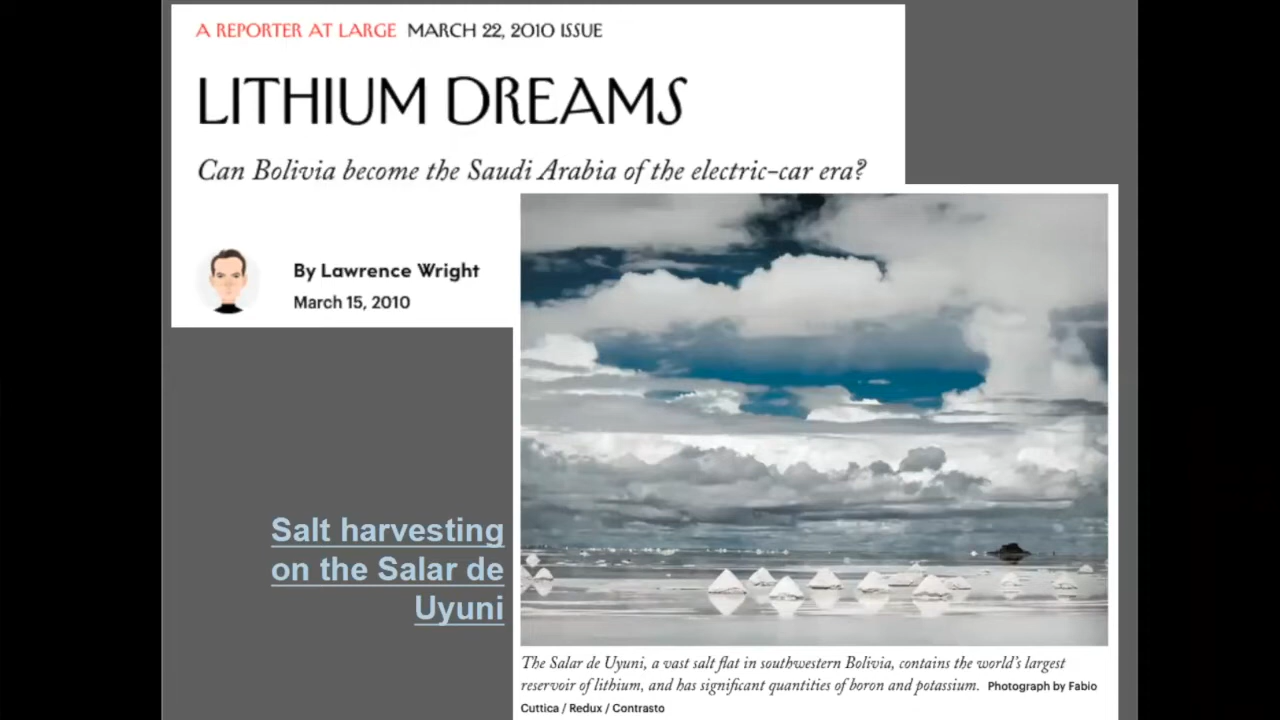 A REPORTER AT LARGE MARCH 22, 2010 ISSUE
LITHIUM DREAMS
Can Bolivia become the Saudi Arabia of the electric-car era?
By Lawrence Wright
March 15, 2010
Salt harvesting
on the Salar de
Uyuni
The Salar de Uyuni, a vast salt flat in southwestern Bolivia, contains the world's largest
reservoir of lithium, and has significant quantities of boron and potassium. Photograph by Fabio
Cuttica / Redux / Contrasto